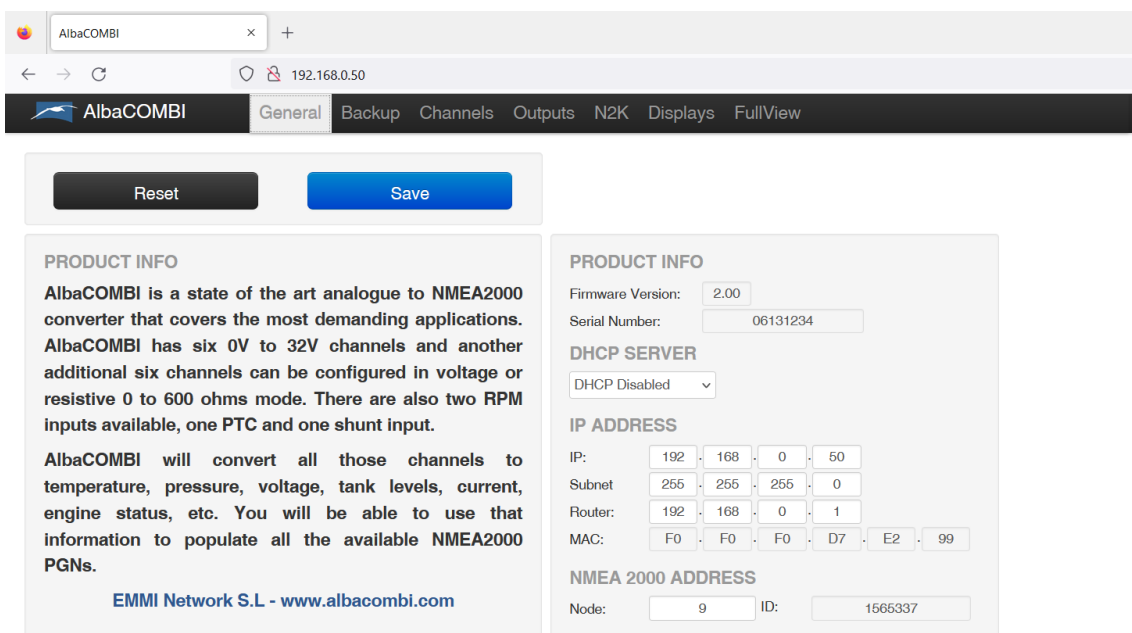 AlbaCOMBI
192.168.0.50
AlbaCOMBI General Backup Channels Outputs N2K Displays FullView
Reset Save
PRODUCT INFO
AlbaCOMBI is a state of the art analogue to NMEA2000
converter that covers the most demanding applications.
AlbaCOMBI has six 0V to 32V channels and another
additional six channels can be configured in voltage or
resistive 0 to 600 ohms mode. There are also two RPM
inputs available, one PTC and one shunt input.
AlbaCOMBI will convert all those channels to
temperature, pressure, voltage, tank levels, current,
engine status, etc. You will be able to use that
information to populate all the available NMEA2000
PGNs.
EMMI Network S.L - www.albacombi.com
PRODUCT INFO
Firmware Version: 2.00
Serial Number: 06131234
DHCP SERVER
DHCP Disabled
IP ADDRESS
IP: 192 . 168 . 0 . 50
Subnet 255 . 255 . 255 . 0
Router: 192 . 168 . 0 . 1
MAC: F0 . F0 . F0 . D7 . E2 . 99
NMEA 2000 ADDRESS
Node: 9 ID: 1565337